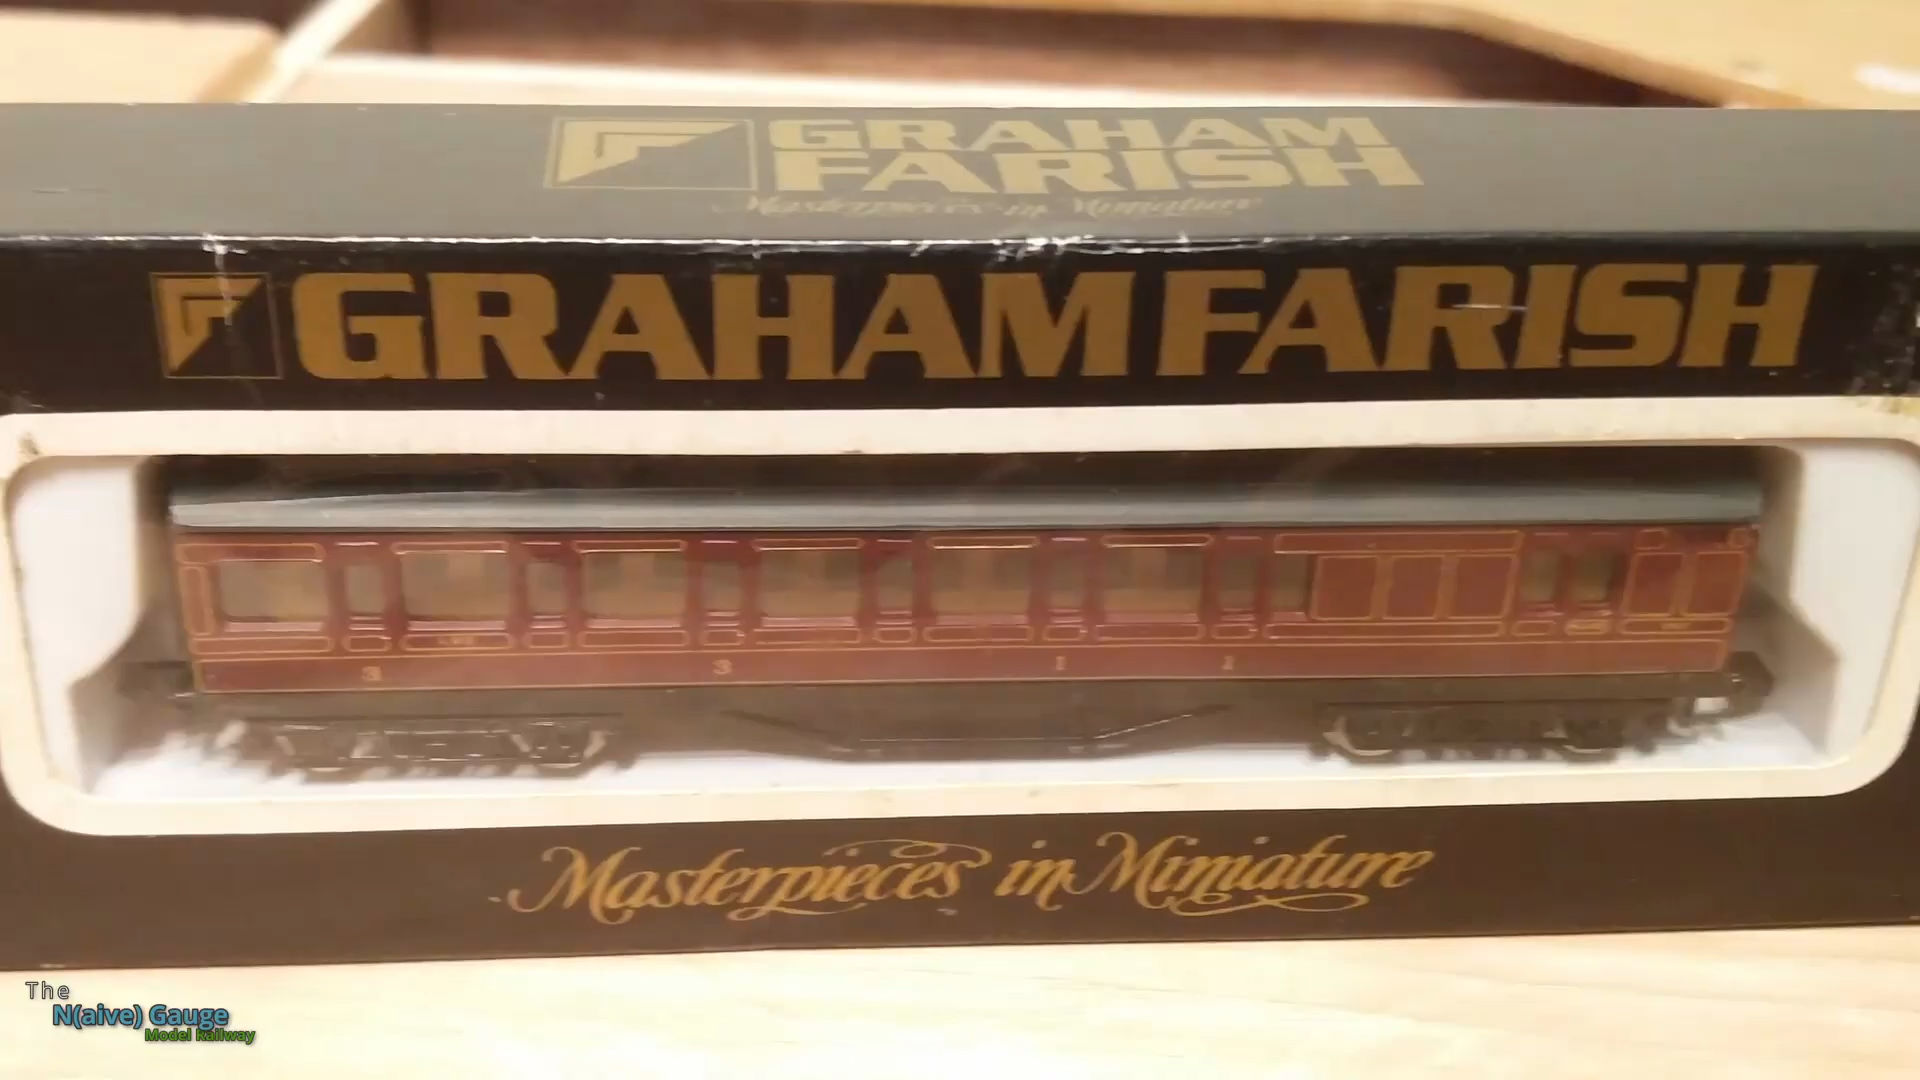 GRAHAM
FARISH
Masterpieces in Miniature
GRAHAM FARISH
3 3 1 1
Masterpieces in Miniature
The
N(aive) Gauge
Model Railway